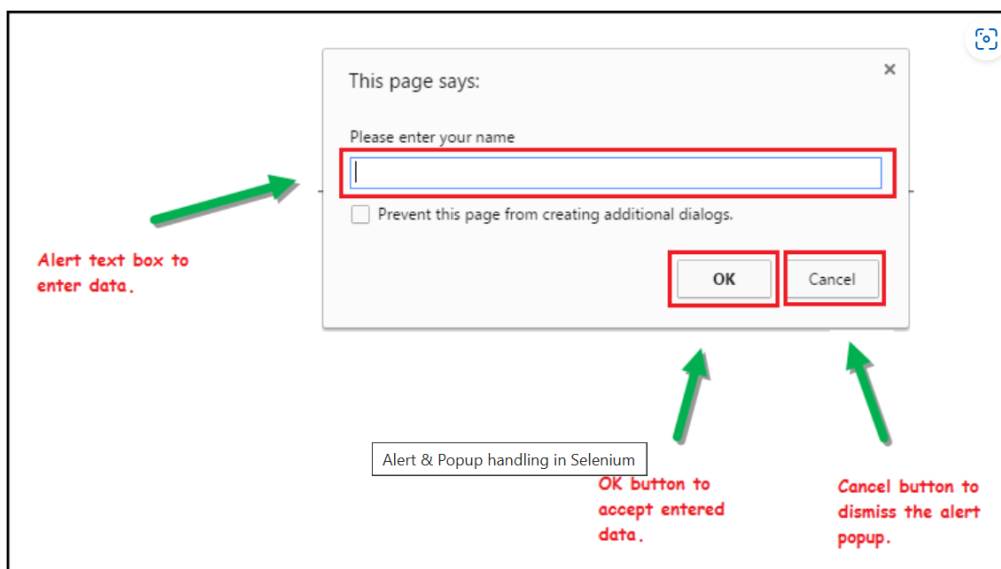 This page says:
Please enter your name
Prevent this page from creating additional dialogs.
OK
Cancel
Alert text box to
enter data.
Alert & Popup handling in Selenium
OK button to
accept entered
data.
Cancel button to
dismiss the alert
popup.